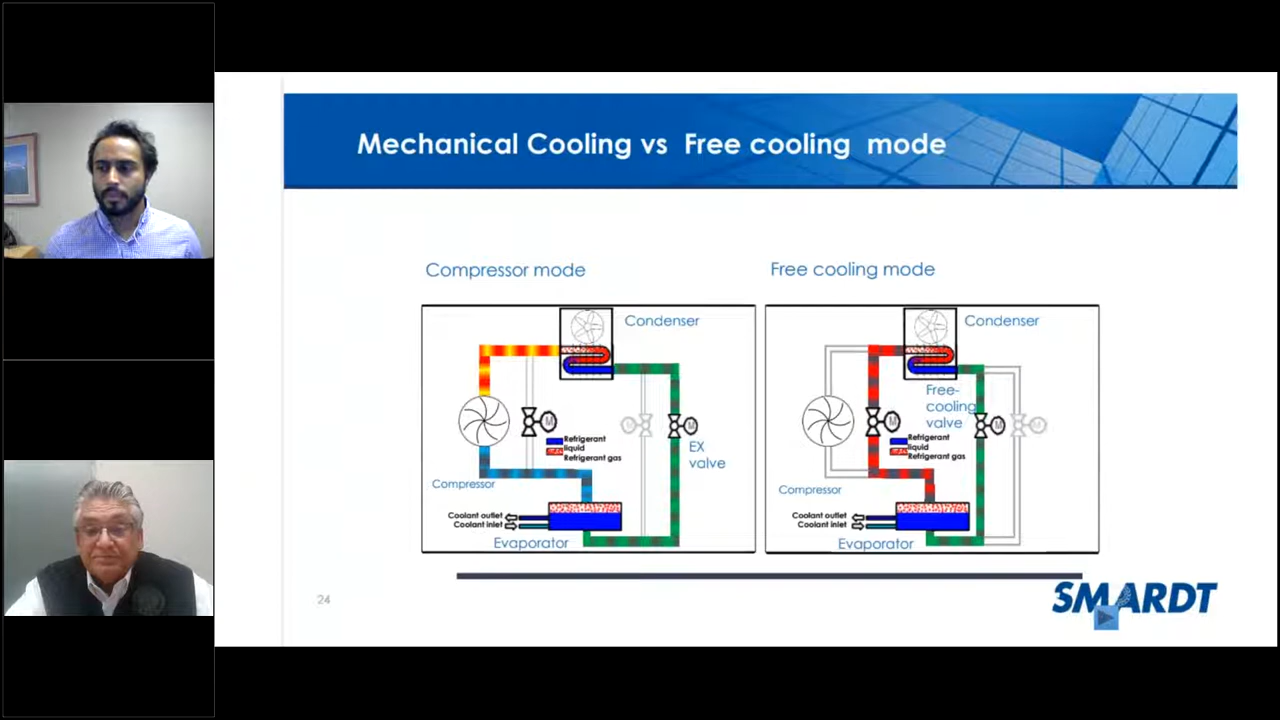 Mechanical Cooling vs Free cooling mode
Compressor mode
Condenser
M
M
M
Refrigerant
liquid
Refrigerant gas
EX
valve
Compressor
Coolant outlet
Coolant inlet
Evaporator
Free cooling mode
Condenser
Free-
cooling
valve
M
M
M
Refrigerant
liquid
Refrigerant gas
Compressor
Coolant outlet
Coolant inlet
Evaporator
24
SMARDT